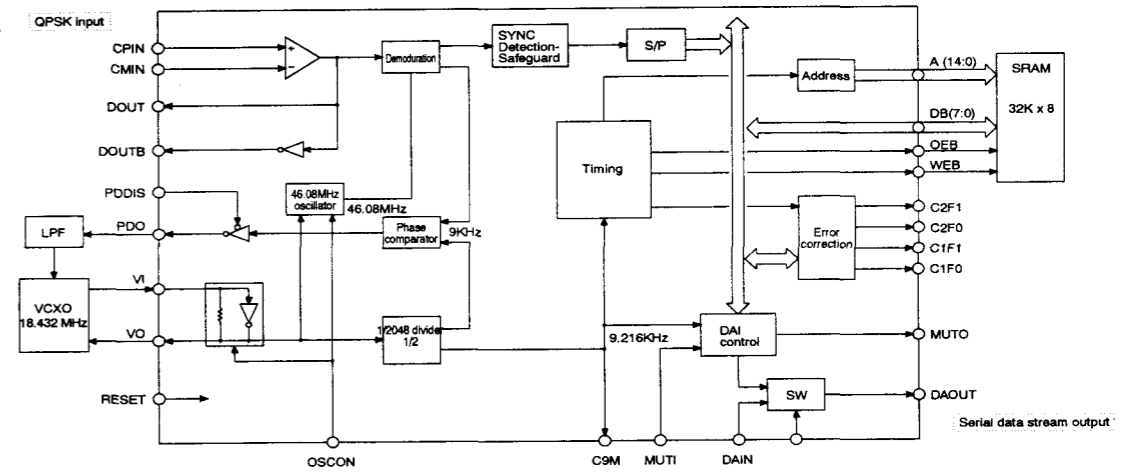 QPSK input
CPIN
CMIN
DOUT
DOUTB
PDDIS
PDO
LPF
VI
VCXO
18.432 MHz
VO
RESET
Demoduration
SYNC
Detection-
Safeguard
S/P
Address
A (14:0)
SRAM
32K x 8
DB(7:0)
OEB
WEB
Timing
46.08MHz
oscillator
46.08MHz
Phase
comparator
9KHz
Error
correction
C2F1
C2F0
C1F1
C1F0
1/2048 divider
1/2
9.216KHz
DAI
control
MUTO
SW
DAOUT
Serial data stream output
OSCON
C9M
MUTI
DAIN